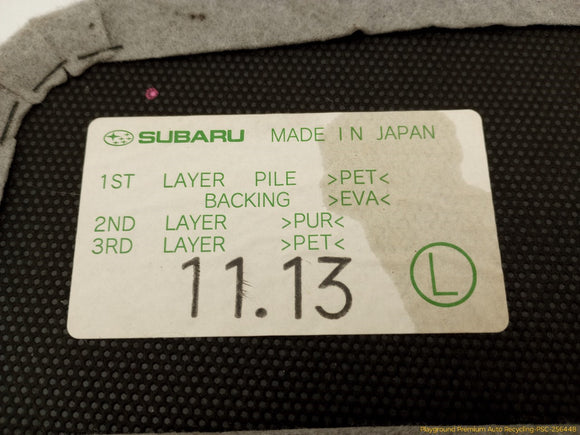 SUBARU MADE IN JAPAN
1ST LAYER PILE >PET<
BACKING >EVA<
2ND LAYER >PUR<
3RD LAYER >PET<
11.13
L
Playground Premium Auto Recycling-RSC-256448